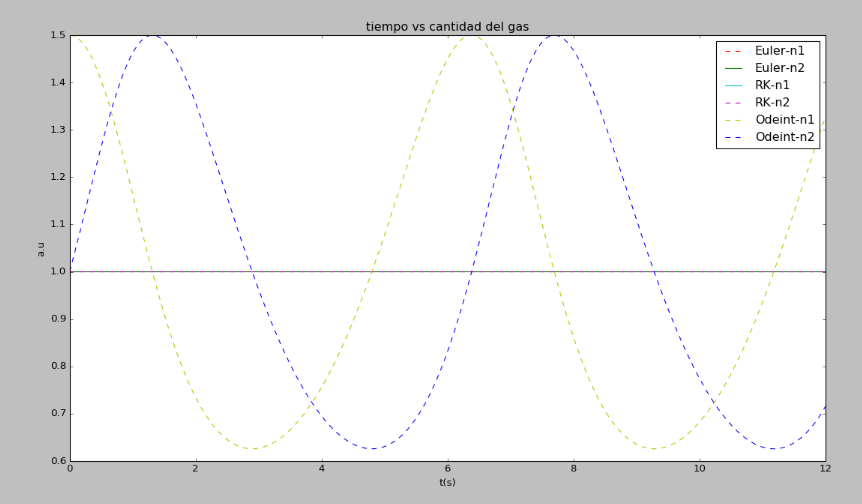 tiempo vs cantidad del gas
1.5
1.4
1.3
1.2
1.1
1.0
0.9
0.8
0.7
0.6
a.u
Euler-n1
Euler-n2
RK-n1
RK-n2
Odeint-n1
Odeint-n2
0 2 4 6 8 10 12
t(s)